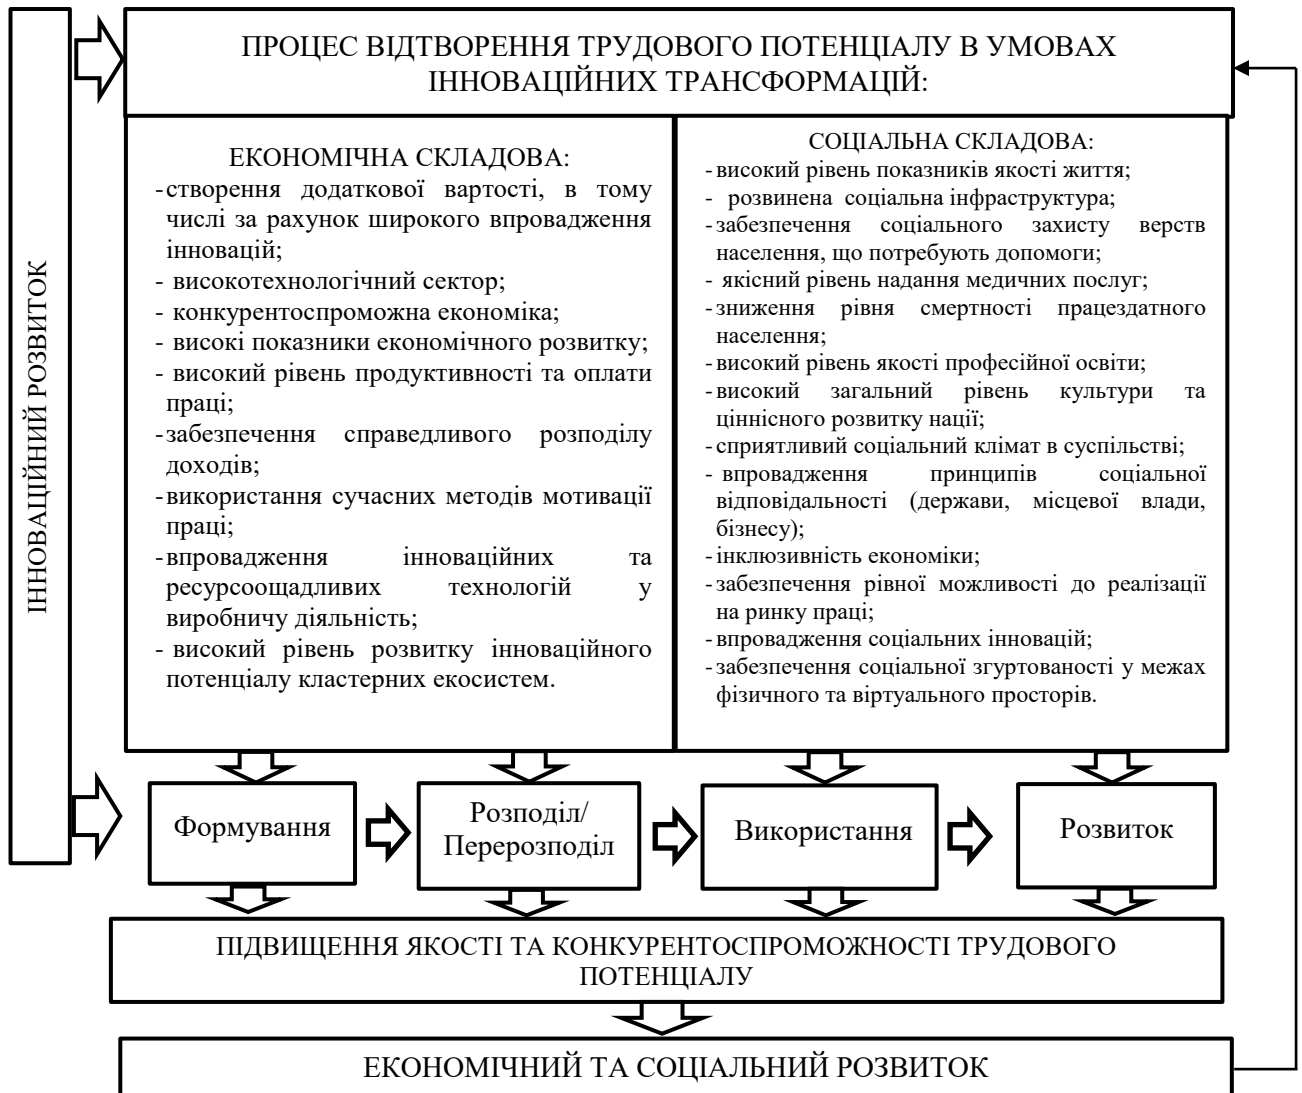 ІННОВАЦІЙНИЙ РОЗВИТОК
ПРОЦЕС ВІДТВОРЕННЯ ТРУДОВОГО ПОТЕНЦІАЛУ В УМОВАХ
ІННОВАЦІЙНИХ ТРАНСФОРМАЦІЙ:
ЕКОНОМІЧНА СКЛАДОВА:
-створення додаткової вартості, в тому
числі за рахунок широкого впровадження
інновацій;
- високотехнологічний сектор;
- конкурентоспроможна економіка;
- високі показники економічного розвитку;
- високий рівень продуктивності та оплати
праці;
-забезпечення справедливого розподілу
доходів;
-використання сучасних методів мотивації
праці;
-впровадження інноваційних та
ресурсоощадливих технологій у
виробничу діяльність;
- високий рівень розвитку інноваційного
потенціалу кластерних екосистем.
СОЦІАЛЬНА СКЛАДОВА:
-високий рівень показників якості життя;
- розвинена соціальна інфраструктура;
-забезпечення соціального захисту верств
населення, що потребують допомоги;
- якісний рівень надання медичних послуг;
-зниження рівня смертності працездатного
населення;
-високий рівень якості професійної освіти;
-високий загальний рівень культури та
ціннісного розвитку нації;
-сприятливий соціальний клімат в суспільстві;
- впровадження принципів соціальної
відповідальності (держави, місцевої влади,
бізнесу);
-інклюзивність економіки;
-забезпечення рівної можливості до реалізації
на ринку праці;
-впровадження соціальних інновацій;
-забезпечення соціальної згуртованості у межах
фізичного та віртуального просторів.
Формування
Розподіл/
Перерозподіл
Використання
Розвиток
ПІДВИЩЕННЯ ЯКОСТІ ТА КОНКУРЕНТОСПРОМОЖНОСТІ ТРУДОВОГО
ПОТЕНЦІАЛУ
ЕКОНОМІЧНИЙ ТА СОЦІАЛЬНИЙ РОЗВИТОК